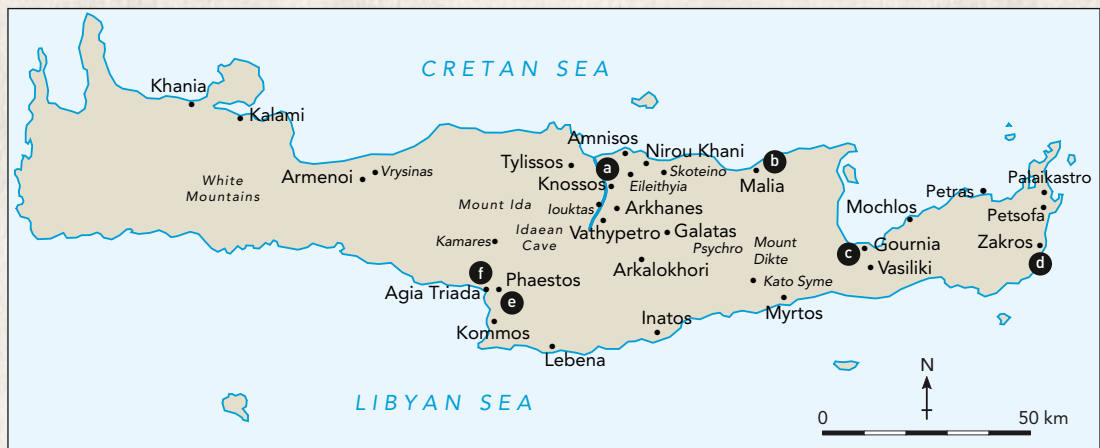 CRETAN SEA
Khania
Kalami
Amnisos
Nirou Khani
Tylissos
a
Skoteino
b
Armenoi
Vrysinas
White
Mountains
Knossos
Eileithyia
Malia
Palaikastro
Petras
Mount Ida
Iouktas
Arkhanes
Mochlos
Petsofa
Idaean
Cave
Vathypetro
Galatas
Kamares
Psychro
Mount
Dikte
c
Gournia
Zakros
d
Arkalokhori
Vasiliki
f
Phaestos
Kato Syme
Agia Triada
e
Myrtos
Kommos
Inatos
Lebena
LIBYAN SEA
N
0
50 km